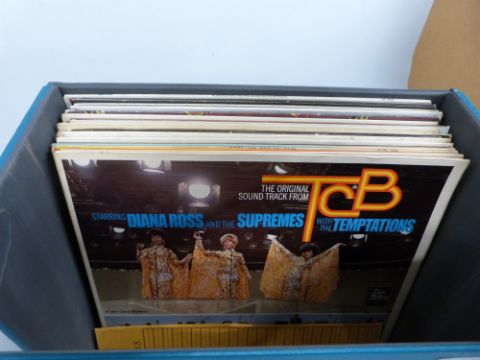 THE ORIGINAL
SOUND TRACK FROM
TCB
STARRING DIANA ROSS AND THE SUPREMES WITH THE TEMPTATIONS